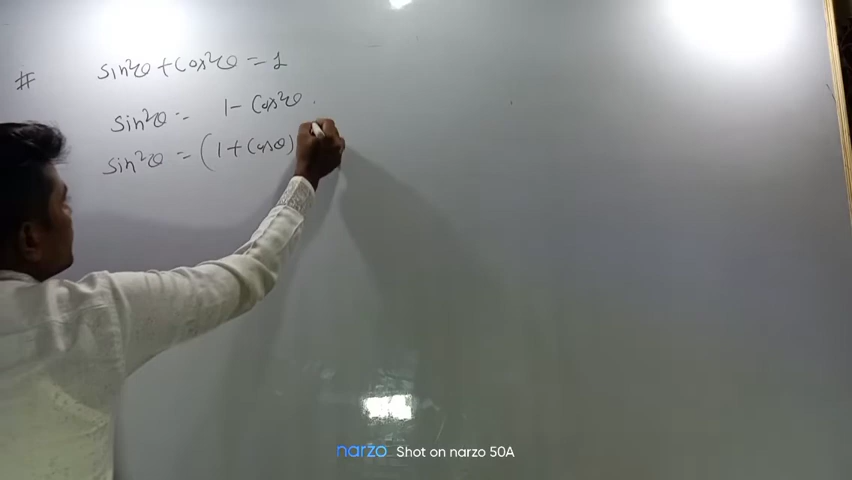 # sin²θ + Cos²θ = 1
sin²θ = 1 - Cos²θ
sin²θ = (1 + Cosθ)
narzo Shot on narzo 50A